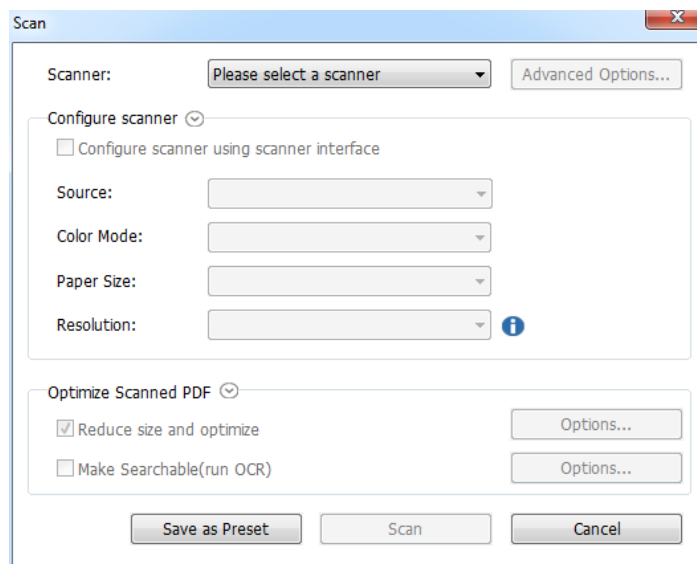 Scan
Scanner: Please select a scanner Advanced Options...
Configure scanner
Configure scanner using scanner interface
Source:
Color Mode:
Paper Size:
Resolution:
Optimize Scanned PDF
Reduce size and optimize Options...
Make Searchable(run OCR) Options...
Save as Preset Scan Cancel